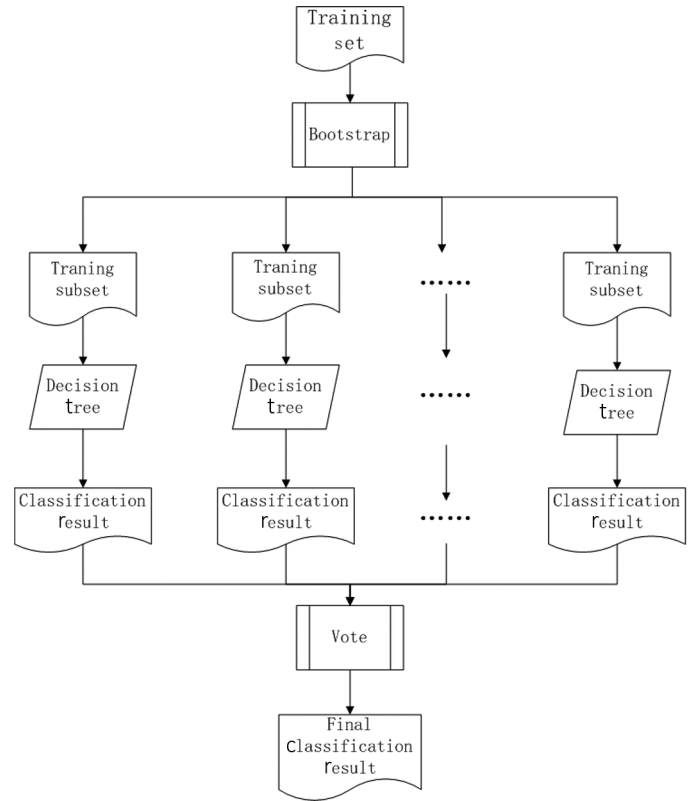 Training
set
Bootstrap
Traning
subset
Traning
subset
......
Traning
subset
Decision
tree
Decision
tree
......
Decision
tree
Classification
result
Classification
result
......
Classification
result
Vote
Final
Classification
result